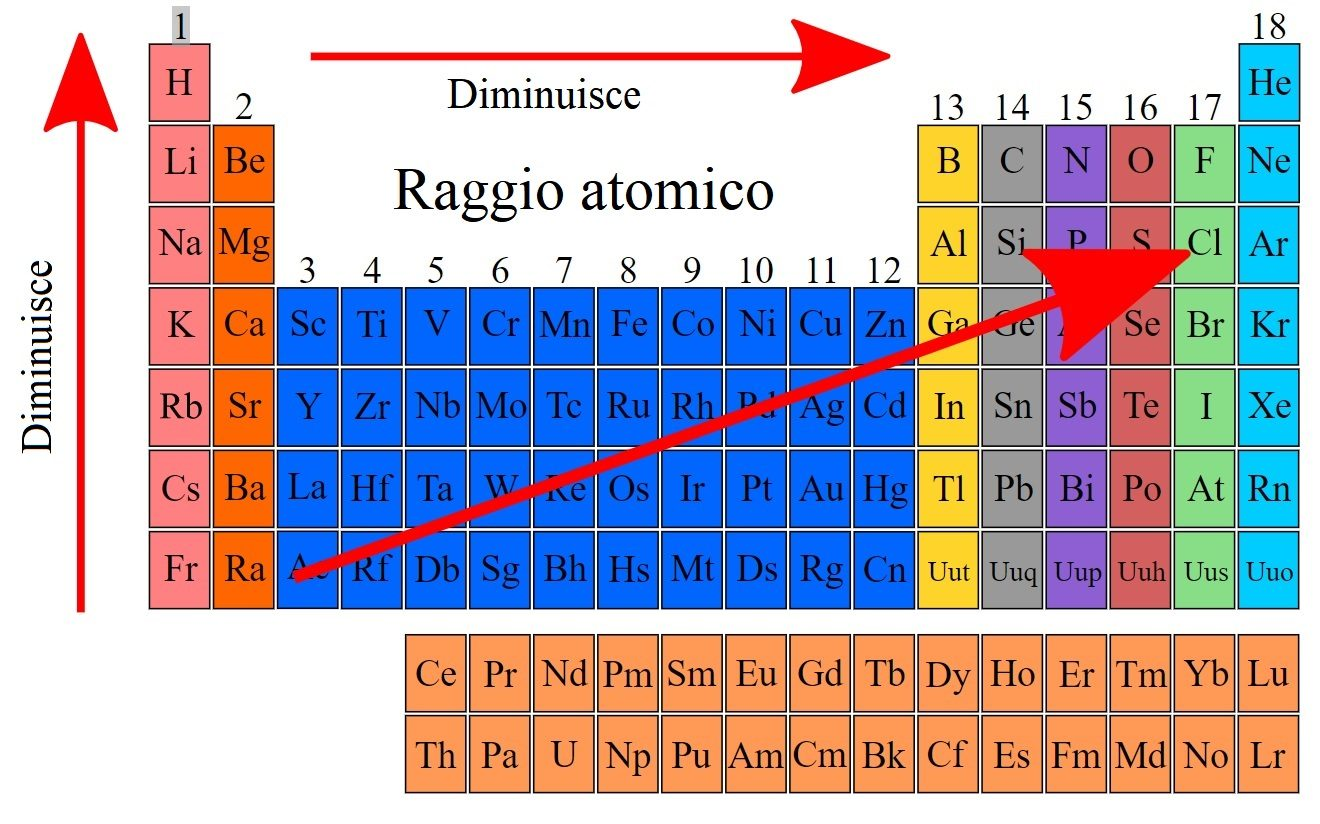 1 18
H Diminuisce He
2 13 14 15 16 17
Li Be Raggio atomico B C N O F Ne
Na Mg Al Si P S Cl Ar
3 4 5 6 7 8 9 10 11 12
K Ca Sc Ti V Cr Mn Fe Co Ni Cu Zn Ga Ge Se Br Kr
Rb Sr Y Zr Nb Mo Tc Ru Rh Pd Ag Cd In Sn Sb Te I Xe
Cs Ba La Hf Ta W Re Os Ir Pt Au Hg Tl Pb Bi Po At Rn
Fr Ra Ac Rf Db Sg Bh Hs Mt Ds Rg Cn Uut Uuq Uup Uuh Uus Uuo
Ce Pr Nd Pm Sm Eu Gd Tb Dy Ho Er Tm Yb Lu
Th Pa U Np Pu Am Cm Bk Cf Es Fm Md No Lr
Diminuisce